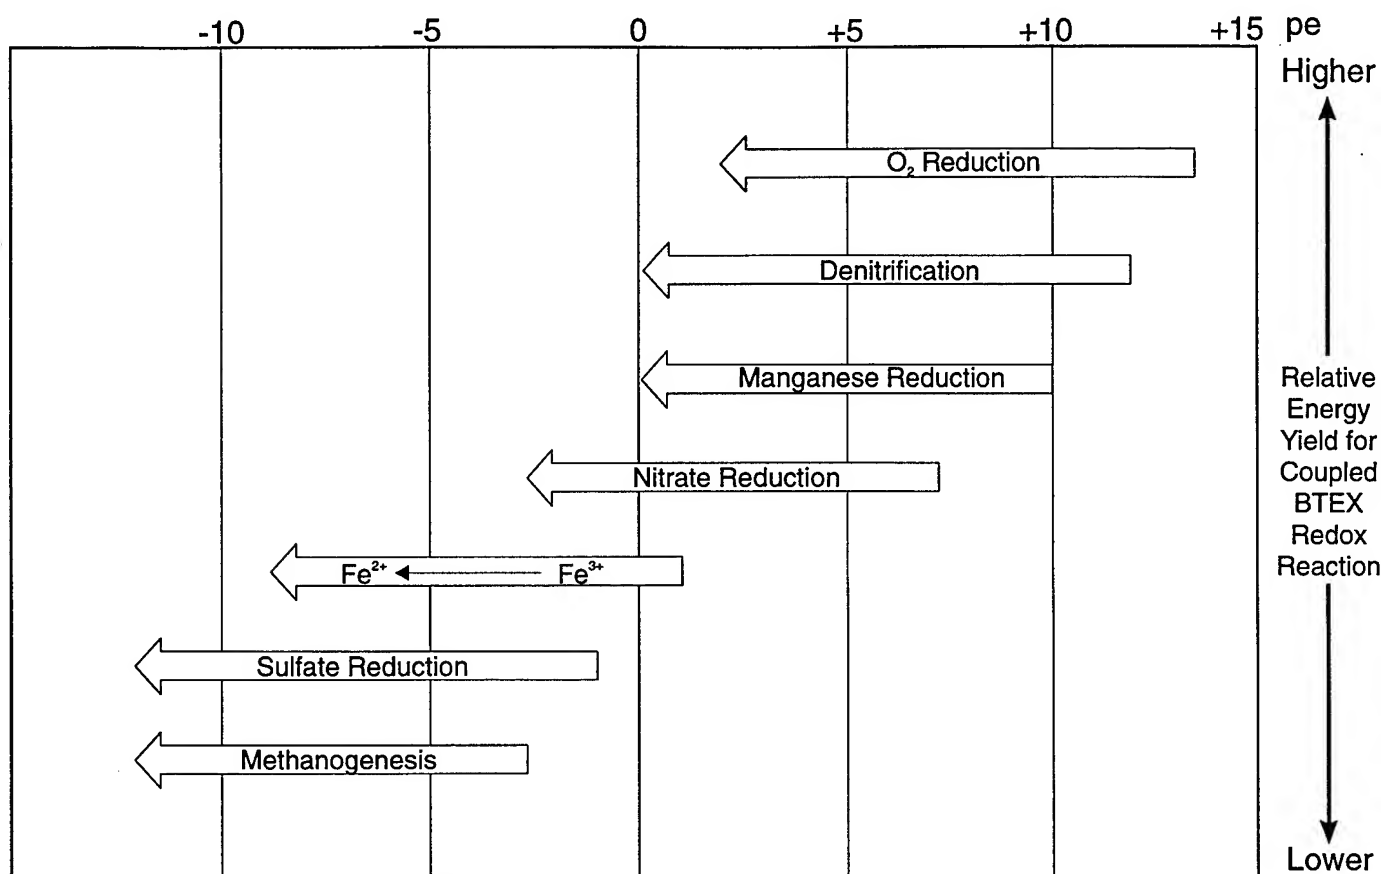 -10 -5 0 +5 +10 +15 pe
Higher
O₂ Reduction
Denitrification
Manganese Reduction
Relative
Energy
Yield for
Coupled
BTEX
Redox
Reaction
Nitrate Reduction
Fe²⁺ Fe³⁺
Sulfate Reduction
Methanogenesis
Lower